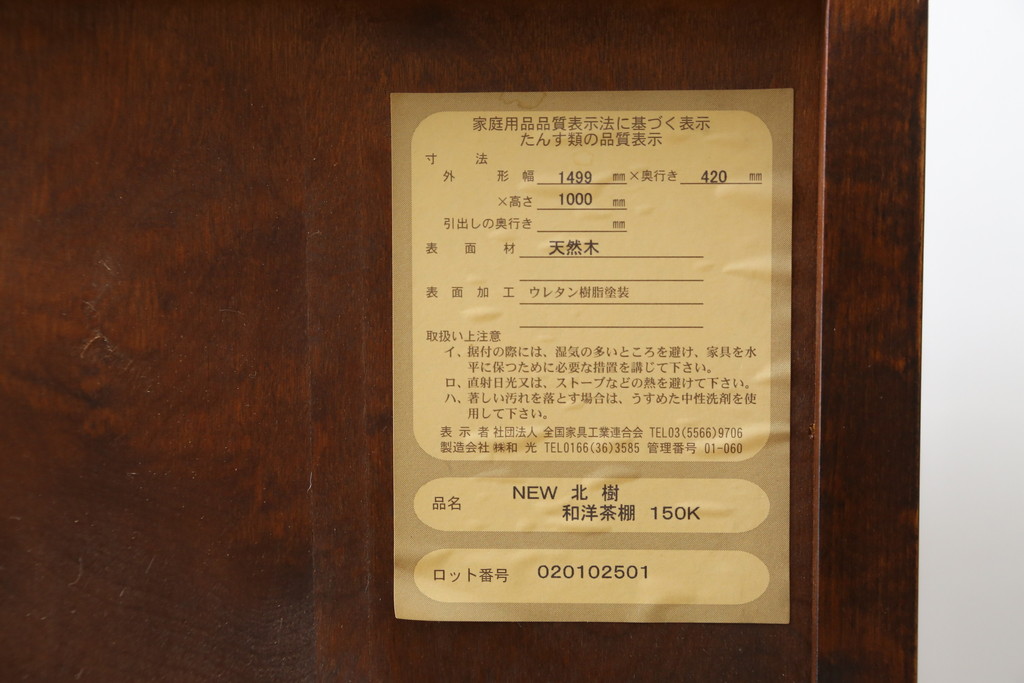 家庭用品品質表示法に基づく表示
たんす類の品質表示
寸 法
外 形 幅 1499 mm ×奥行き 420 mm
×高さ 1000 mm
引出しの奥行き mm
表 面 材 天然木
表 面 加 工 ウレタン樹脂塗装
取扱い上注意
イ、据付の際には、湿気の多いところを避け、家具を水
平に保つために必要な措置を講じて下さい。
ロ、直射日光又は、ストーブなどの熱を避けて下さい。
ハ、著しい汚れを落とす場合は、うすめた中性洗剤を使
用して下さい。
表 示 者 社団法人 全国家具工業連合会 TEL03(5566)9706
製造会社 ㈱和 光 TEL0166(36)3585 管理番号 01-060
品名 NEW 北 樹
和洋茶棚 150K
ロット番号 020102501